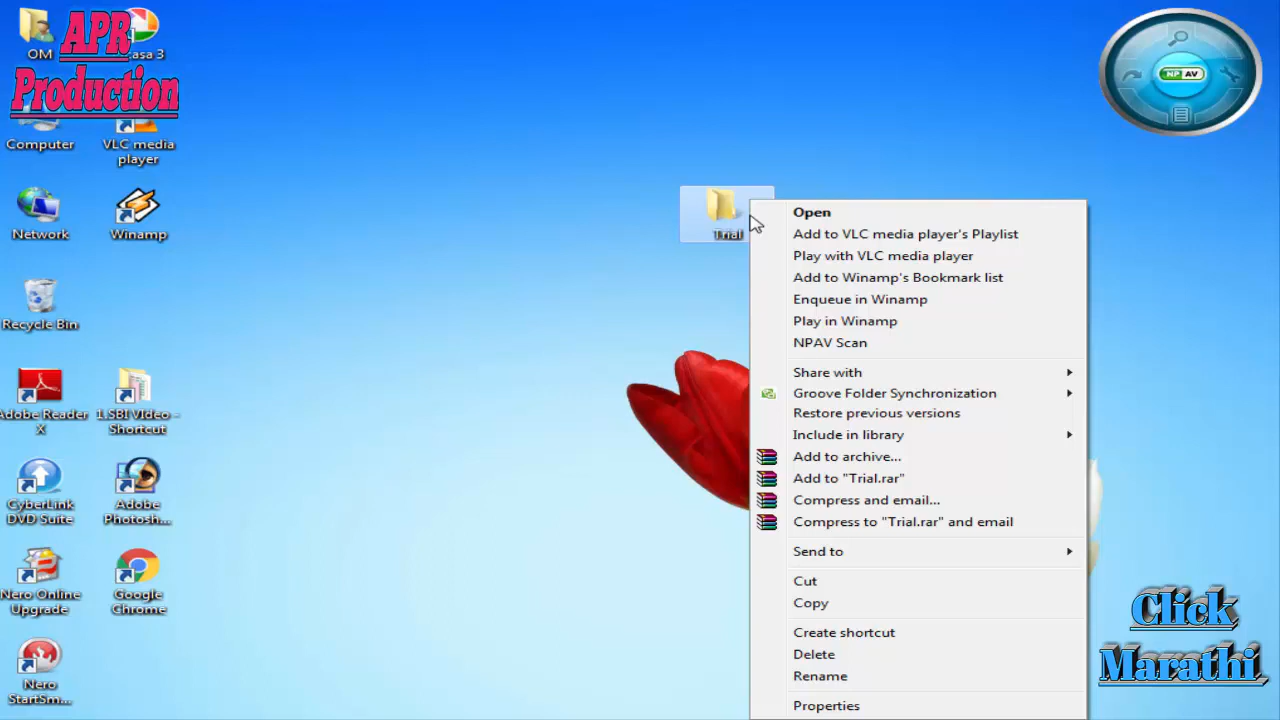 APR
Production
OM
asa 3
Computer
VLC media
player
Network
Winamp
Recycle Bin
Adobe Reader
X
1.SBI Video -
Shortcut
CyberLink
DVD Suite
Adobe
Photosh...
Nero Online
Upgrade
Google
Chrome
Nero
StartSm...
Trial
Open
Add to VLC media player's Playlist
Play with VLC media player
Add to Winamp's Bookmark list
Enqueue in Winamp
Play in Winamp
NPAV Scan
Share with
Groove Folder Synchronization
Restore previous versions
Include in library
Add to archive...
Add to "Trial.rar"
Compress and email...
Compress to "Trial.rar" and email
Send to
Cut
Copy
Create shortcut
Delete
Rename
Properties
NP AV
Click
Marathi